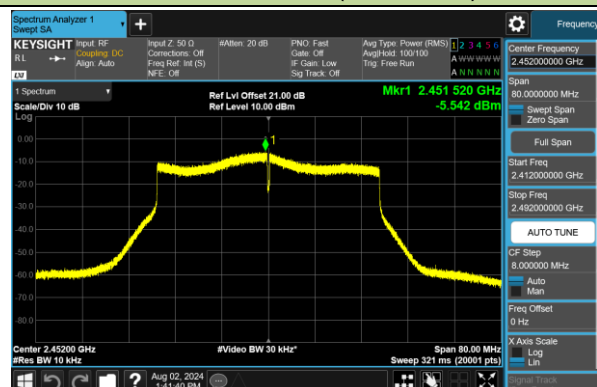 Spectrum Analyzer 1
Swept SA
Frequency
KEYSIGHT
Input: RF
Input Z: 50 Ω
#Atten: 20 dB
PNO: Fast
Avg Type: Power (RMS)
1 2 3 4 5 6
RL
Coupling: DC
Corrections: Off
Gate: Off
Avg|Hold: 100/100
A W W W W W
Align: Auto
Freq Ref: Int (S)
IF Gain: Low
Trig: Free Run
NFE: Off
Sig Track: Off
A N N N N N
LXI
Center Frequency
2.452000000 GHz
Span
80.0000000 MHz
Swept Span
Zero Span
Full Span
Start Freq
2.412000000 GHz
Stop Freq
2.492000000 GHz
AUTO TUNE
CF Step
8.000000 MHz
Auto
Man
Freq Offset
0 Hz
X Axis Scale
Log
Lin
Signal Track
1 Spectrum
Ref Lvl Offset 21.00 dB
Mkr1 2.451 520 GHz
Scale/Div 10 dB
Ref Level 10.00 dBm
-5.542 dBm
Log
1
0.00
-10.0
-20.0
-30.0
-40.0
-50.0
-60.0
-70.0
-80.0
Center 2.45200 GHz
#Video BW 30 kHz*
Span 80.00 MHz
#Res BW 10 kHz
Sweep 321 ms (20001 pts)
?
Aug 02, 2024
1:41:40 PM